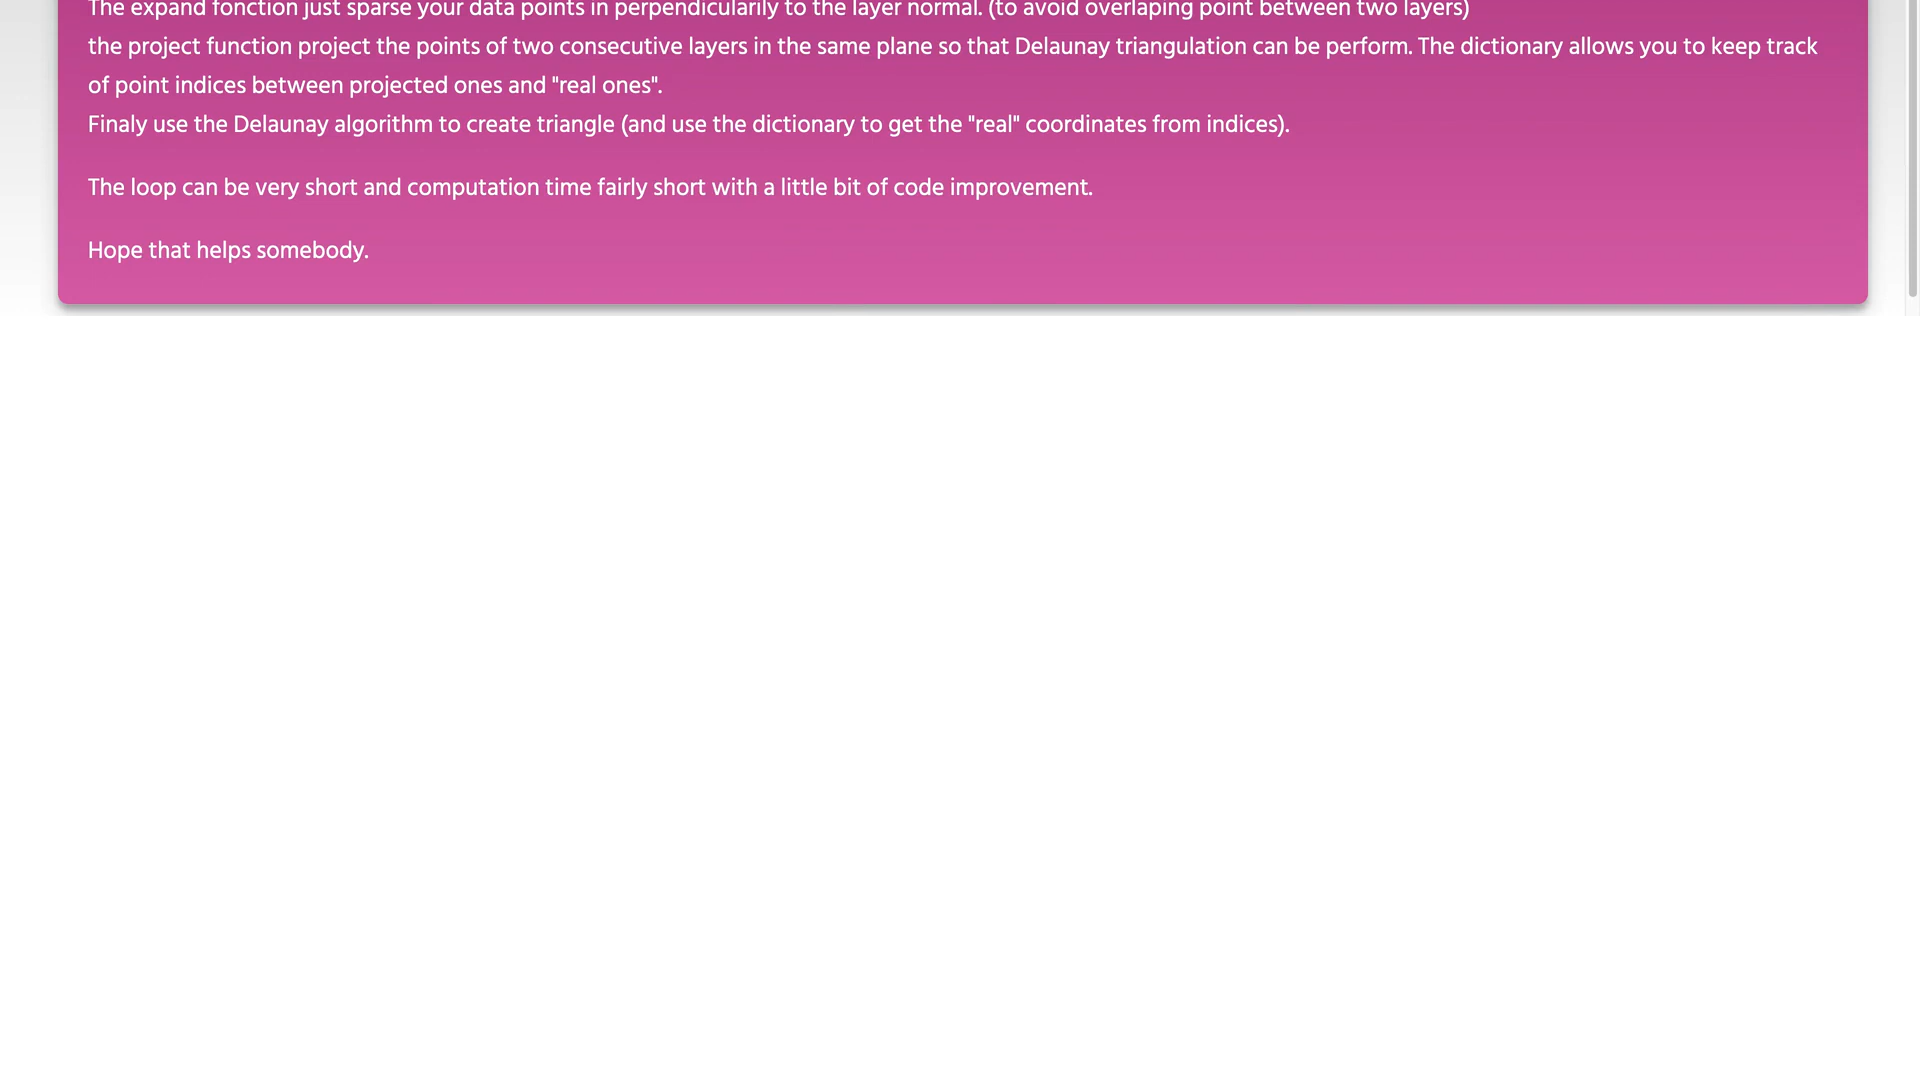 The expand fonction just sparse your data points in perpendicularily to the layer normal. (to avoid overlaping point between two layers)
the project function project the points of two consecutive layers in the same plane so that Delaunay triangulation can be perform. The dictionary allows you to keep track
of point indices between projected ones and "real ones".
Finaly use the Delaunay algorithm to create triangle (and use the dictionary to get the "real" coordinates from indices).
The loop can be very short and computation time fairly short with a little bit of code improvement.
Hope that helps somebody.